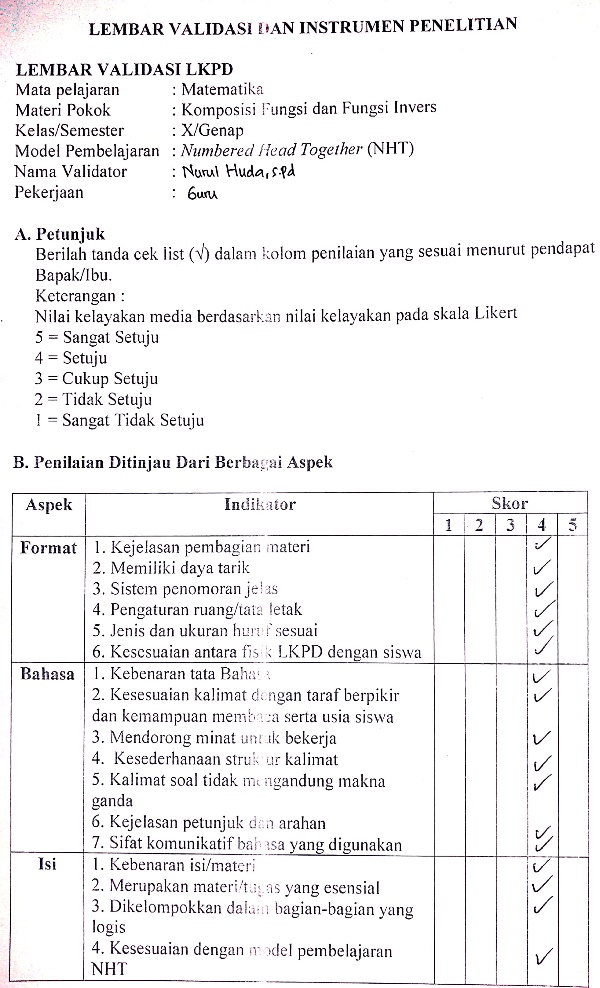 LEMBAR VALIDASI DAN INSTRUMEN PENELITIAN
LEMBAR VALIDASI LKPD
Mata pelajaran : Matematika
Materi Pokok : Komposisi Fungsi dan Fungsi Invers
Kelas/Semester : X/Genap
Model Pembelajaran : Numbered Head Together (NHT)
Nama Validator : Nurul Huda, S.Pd
Pekerjaan : Guru
A. Petunjuk
Berilah tanda cek list (√) dalam kolom penilaian yang sesuai menurut pendapat
Bapak/Ibu.
Keterangan :
Nilai kelayakan media berdasarkan nilai kelayakan pada skala Likert
5 = Sangat Setuju
4 = Setuju
3 = Cukup Setuju
2 = Tidak Setuju
1 = Sangat Tidak Setuju
B. Penilaian Ditinjau Dari Berbagai Aspek
Aspek Indikator Skor
1 2 3 4 5
Format 1. Kejelasan pembagian materi ✓
2. Memiliki daya tarik ✓
3. Sistem penomoran jelas ✓
4. Pengaturan ruang/tata letak ✓
5. Jenis dan ukuran huruf sesuai ✓
6. Kesesuaian antara fisik LKPD dengan siswa ✓
Bahasa 1. Kebenaran tata Bahasa ✓
2. Kesesuaian kalimat dengan taraf berpikir ✓
dan kemampuan membaca serta usia siswa
3. Mendorong minat untuk bekerja ✓
4. Kesederhanaan struktur kalimat ✓
5. Kalimat soal tidak mengandung makna ✓
ganda
6. Kejelasan petunjuk dan arahan ✓
7. Sifat komunikatif bahasa yang digunakan ✓
Isi 1. Kebenaran isi/materi ✓
2. Merupakan materi/tugas yang esensial ✓
3. Dikelompokkan dalam bagian-bagian yang ✓
logis
4. Kesesuaian dengan model pembelajaran ✓
NHT